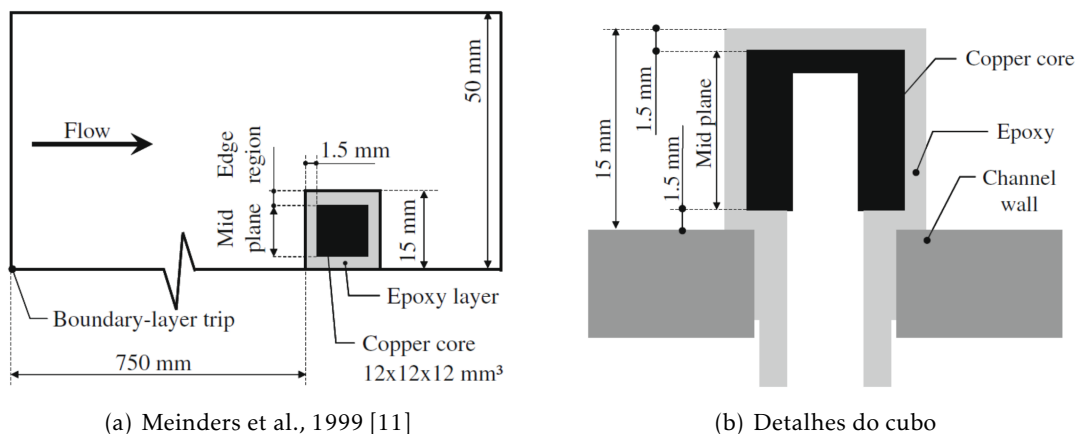 50 mm
Flow
Edge
region
1.5 mm
Mid
plane
15 mm
Epoxy layer
Boundary-layer trip
Copper core
12x12x12 mm³
750 mm
(a) Meinders et al., 1999 [11]
15 mm
1.5 mm
Mid plane
1.5 mm
Copper core
Epoxy
Channel
wall
(b) Detalhes do cubo